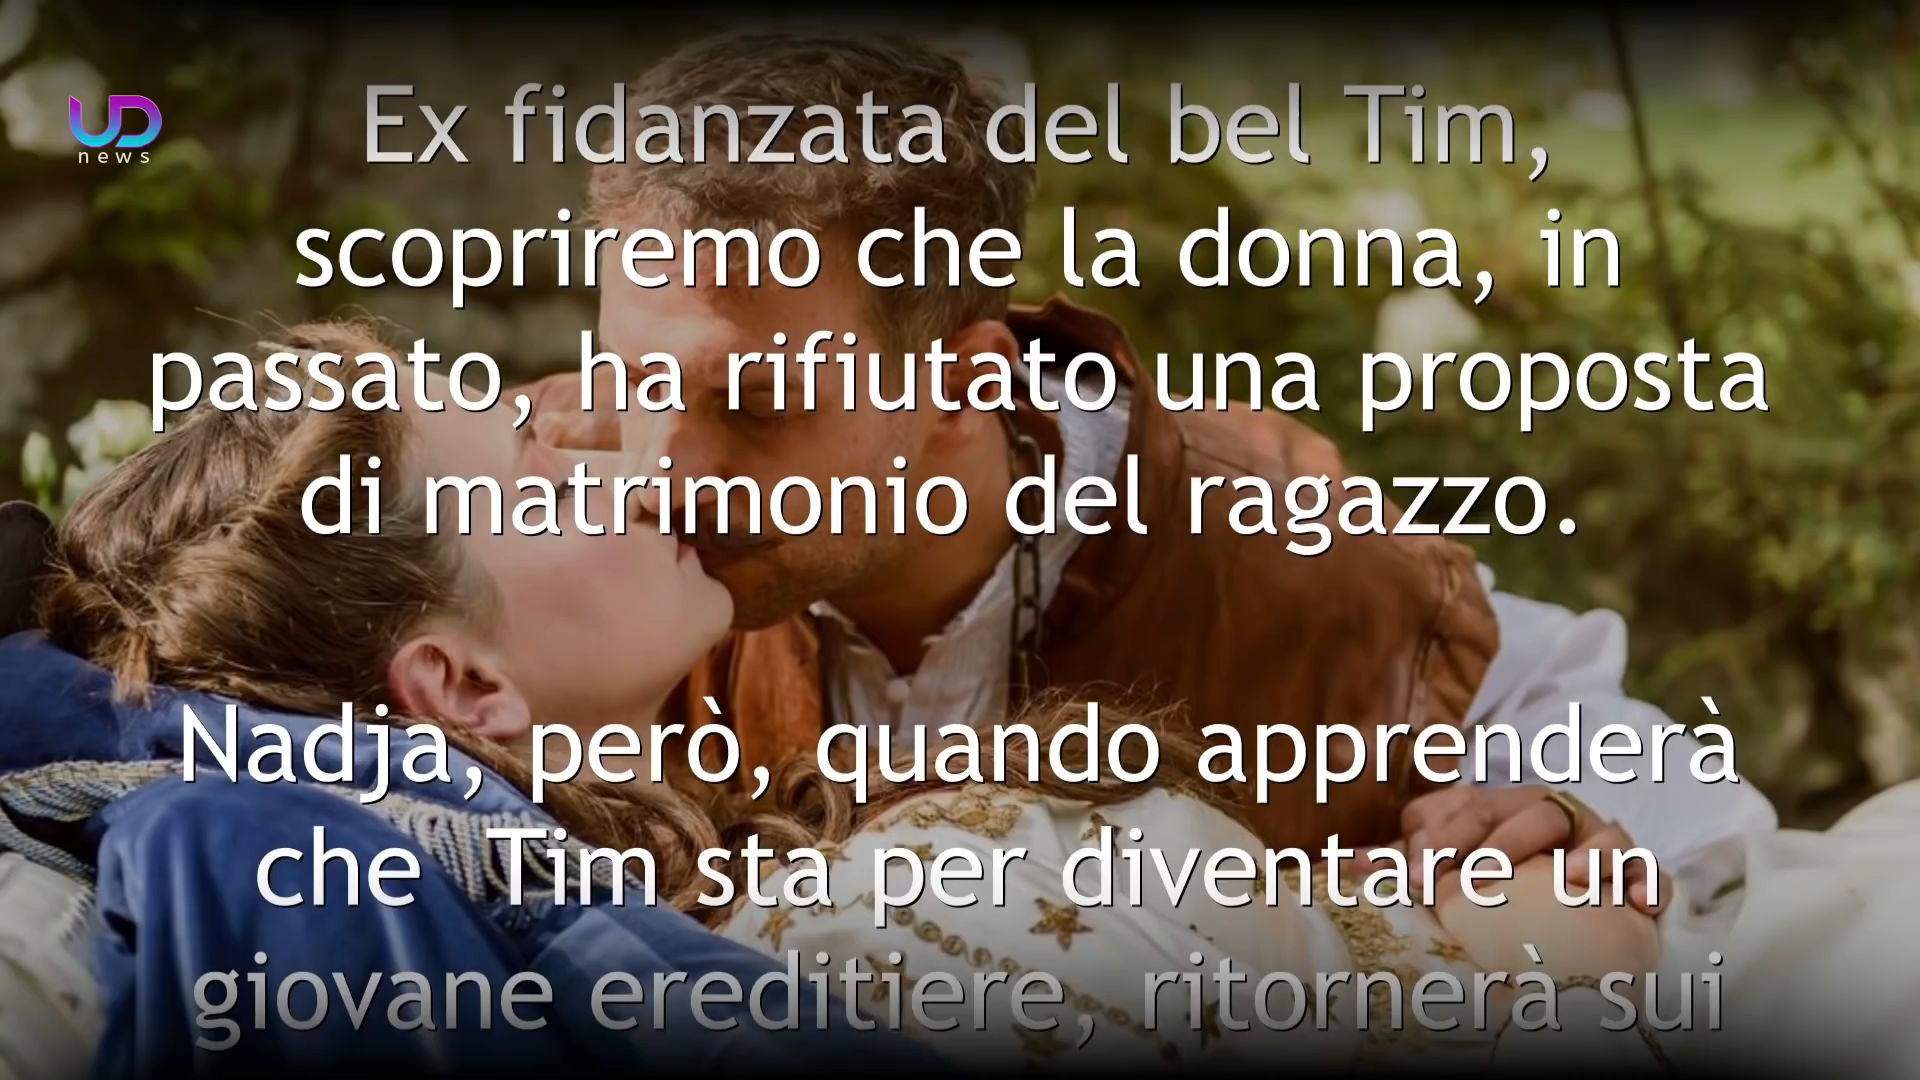 UD
news
Ex fidanzata del bel Tim,
scopriremo che la donna, in
passato, ha rifiutato una proposta
di matrimonio del ragazzo.
Nadja, però, quando apprenderà
che Tim sta per diventare un
giovane ereditiere, ritornerà sui